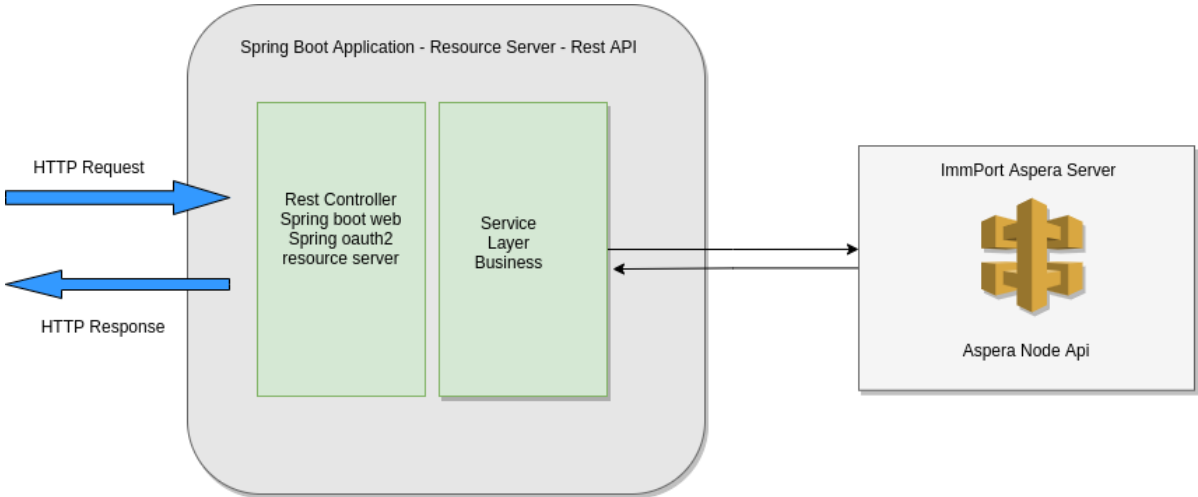 Spring Boot Application - Resource Server - Rest API
HTTP Request
HTTP Response
Rest Controller
Spring boot web
Spring oauth2
resource server
Service
Layer
Business
ImmPort Aspera Server
Aspera Node Api